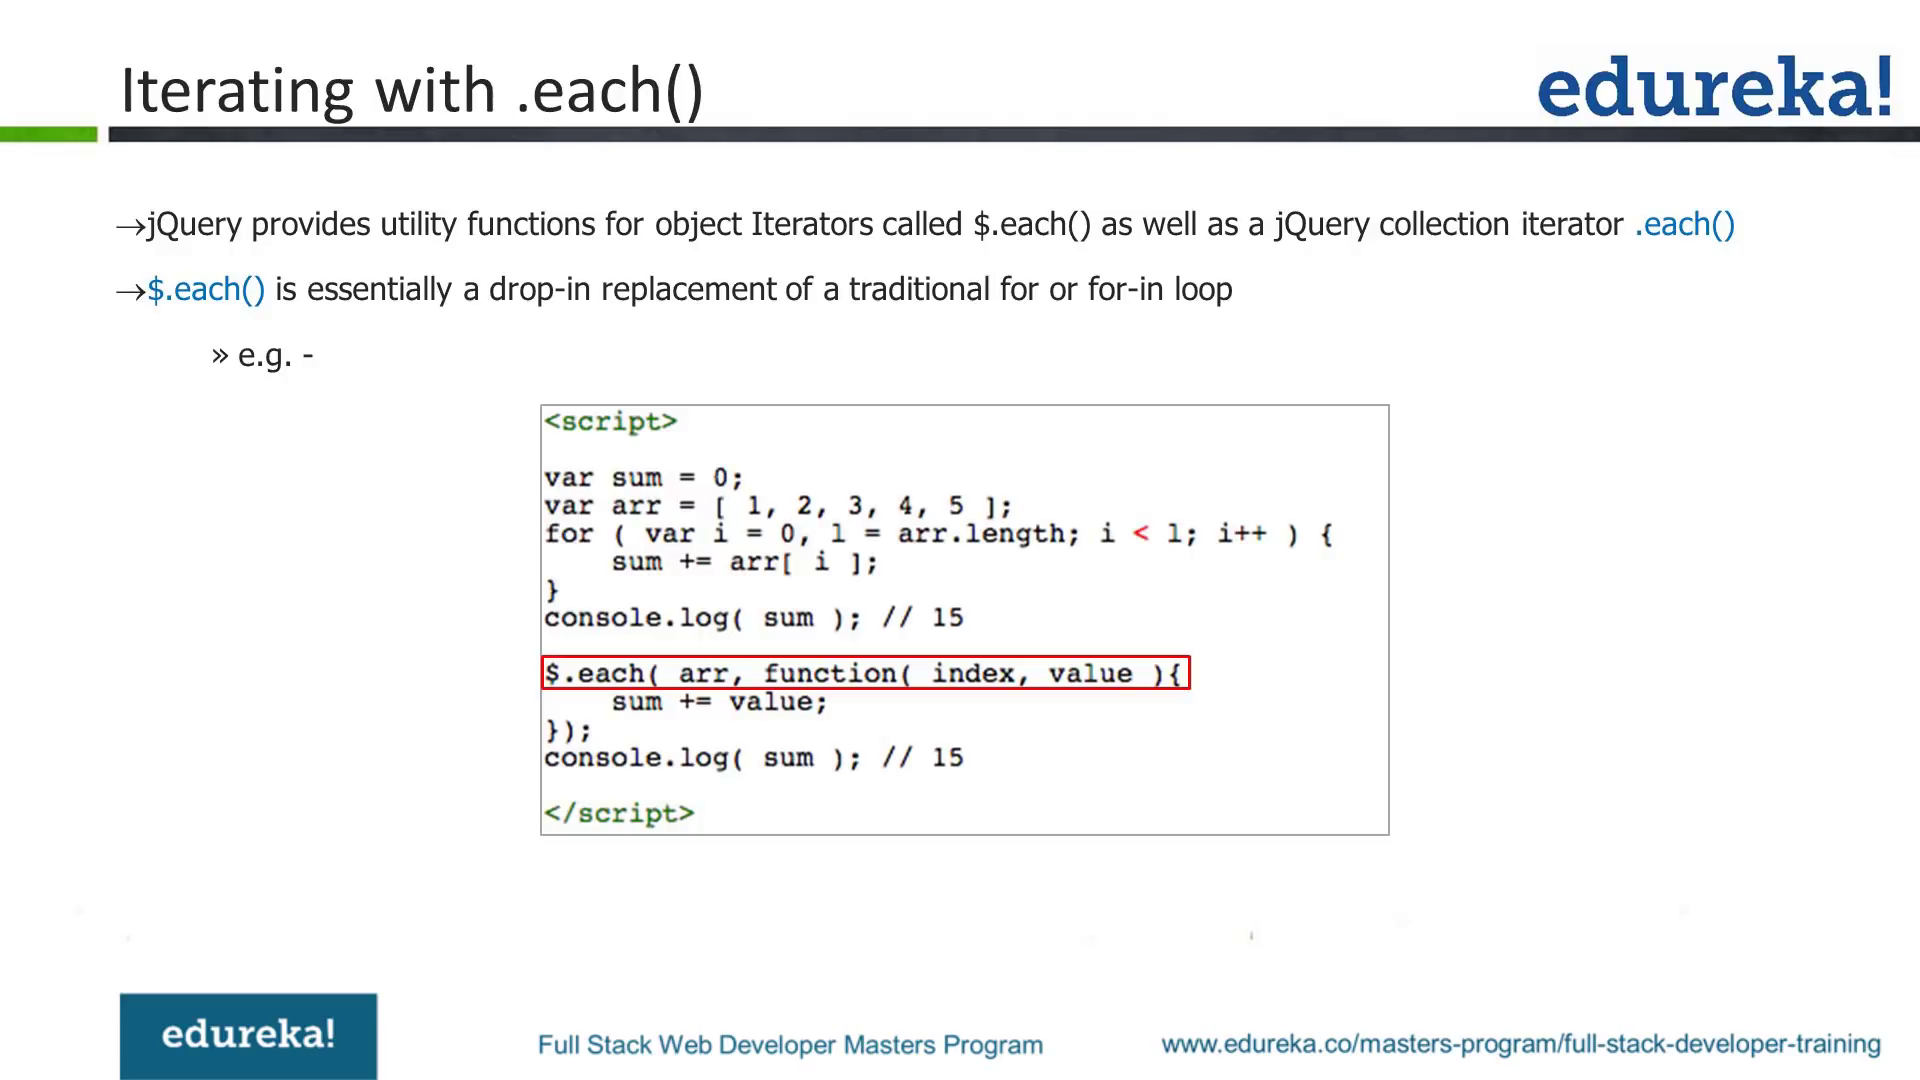 Iterating with .each()
edureka!
→jQuery provides utility functions for object Iterators called $.each() as well as a jQuery collection iterator .each()
→$.each() is essentially a drop-in replacement of a traditional for or for-in loop
» e.g. -
<script>
var sum = 0;
var arr = [ 1, 2, 3, 4, 5 ];
for ( var i = 0, l = arr.length; i < l; i++ ) {
    sum += arr[ i ];
}
console.log( sum ); // 15
$.each( arr, function( index, value ){
    sum += value;
});
console.log( sum ); // 15
</script>
edureka!
Full Stack Web Developer Masters Program
www.edureka.co/masters-program/full-stack-developer-training